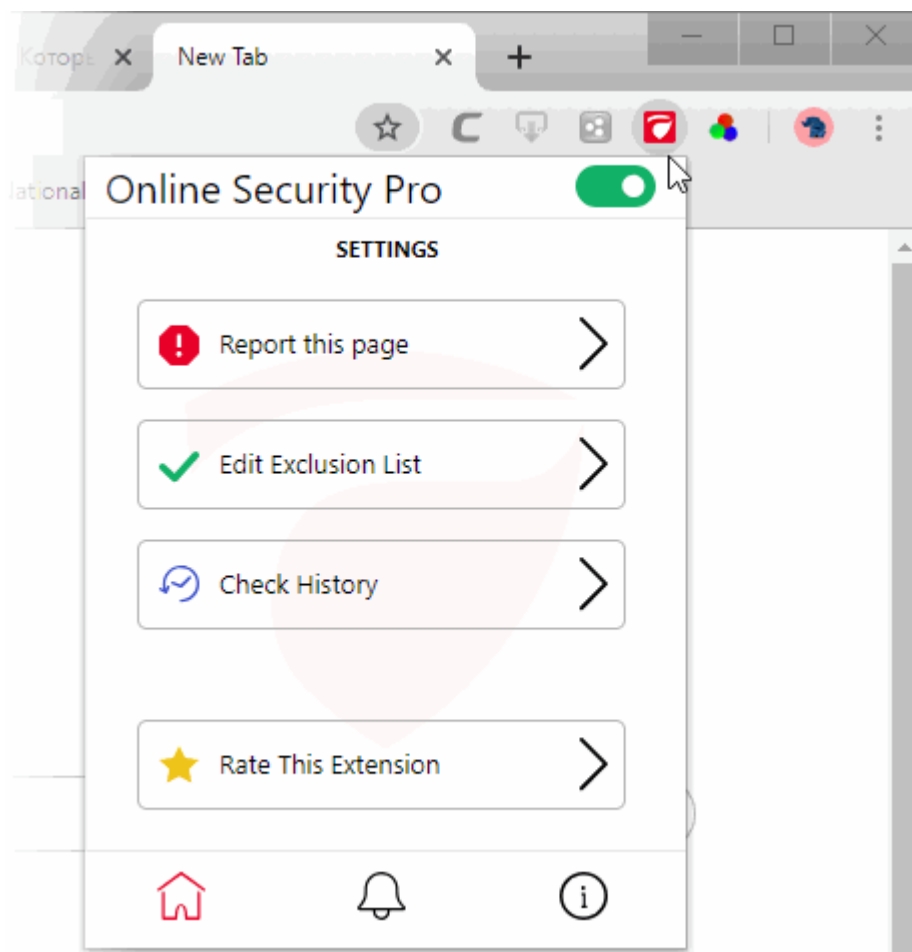 New Tab
Online Security Pro
SETTINGS
Report this page
Edit Exclusion List
Check History
Rate This Extension